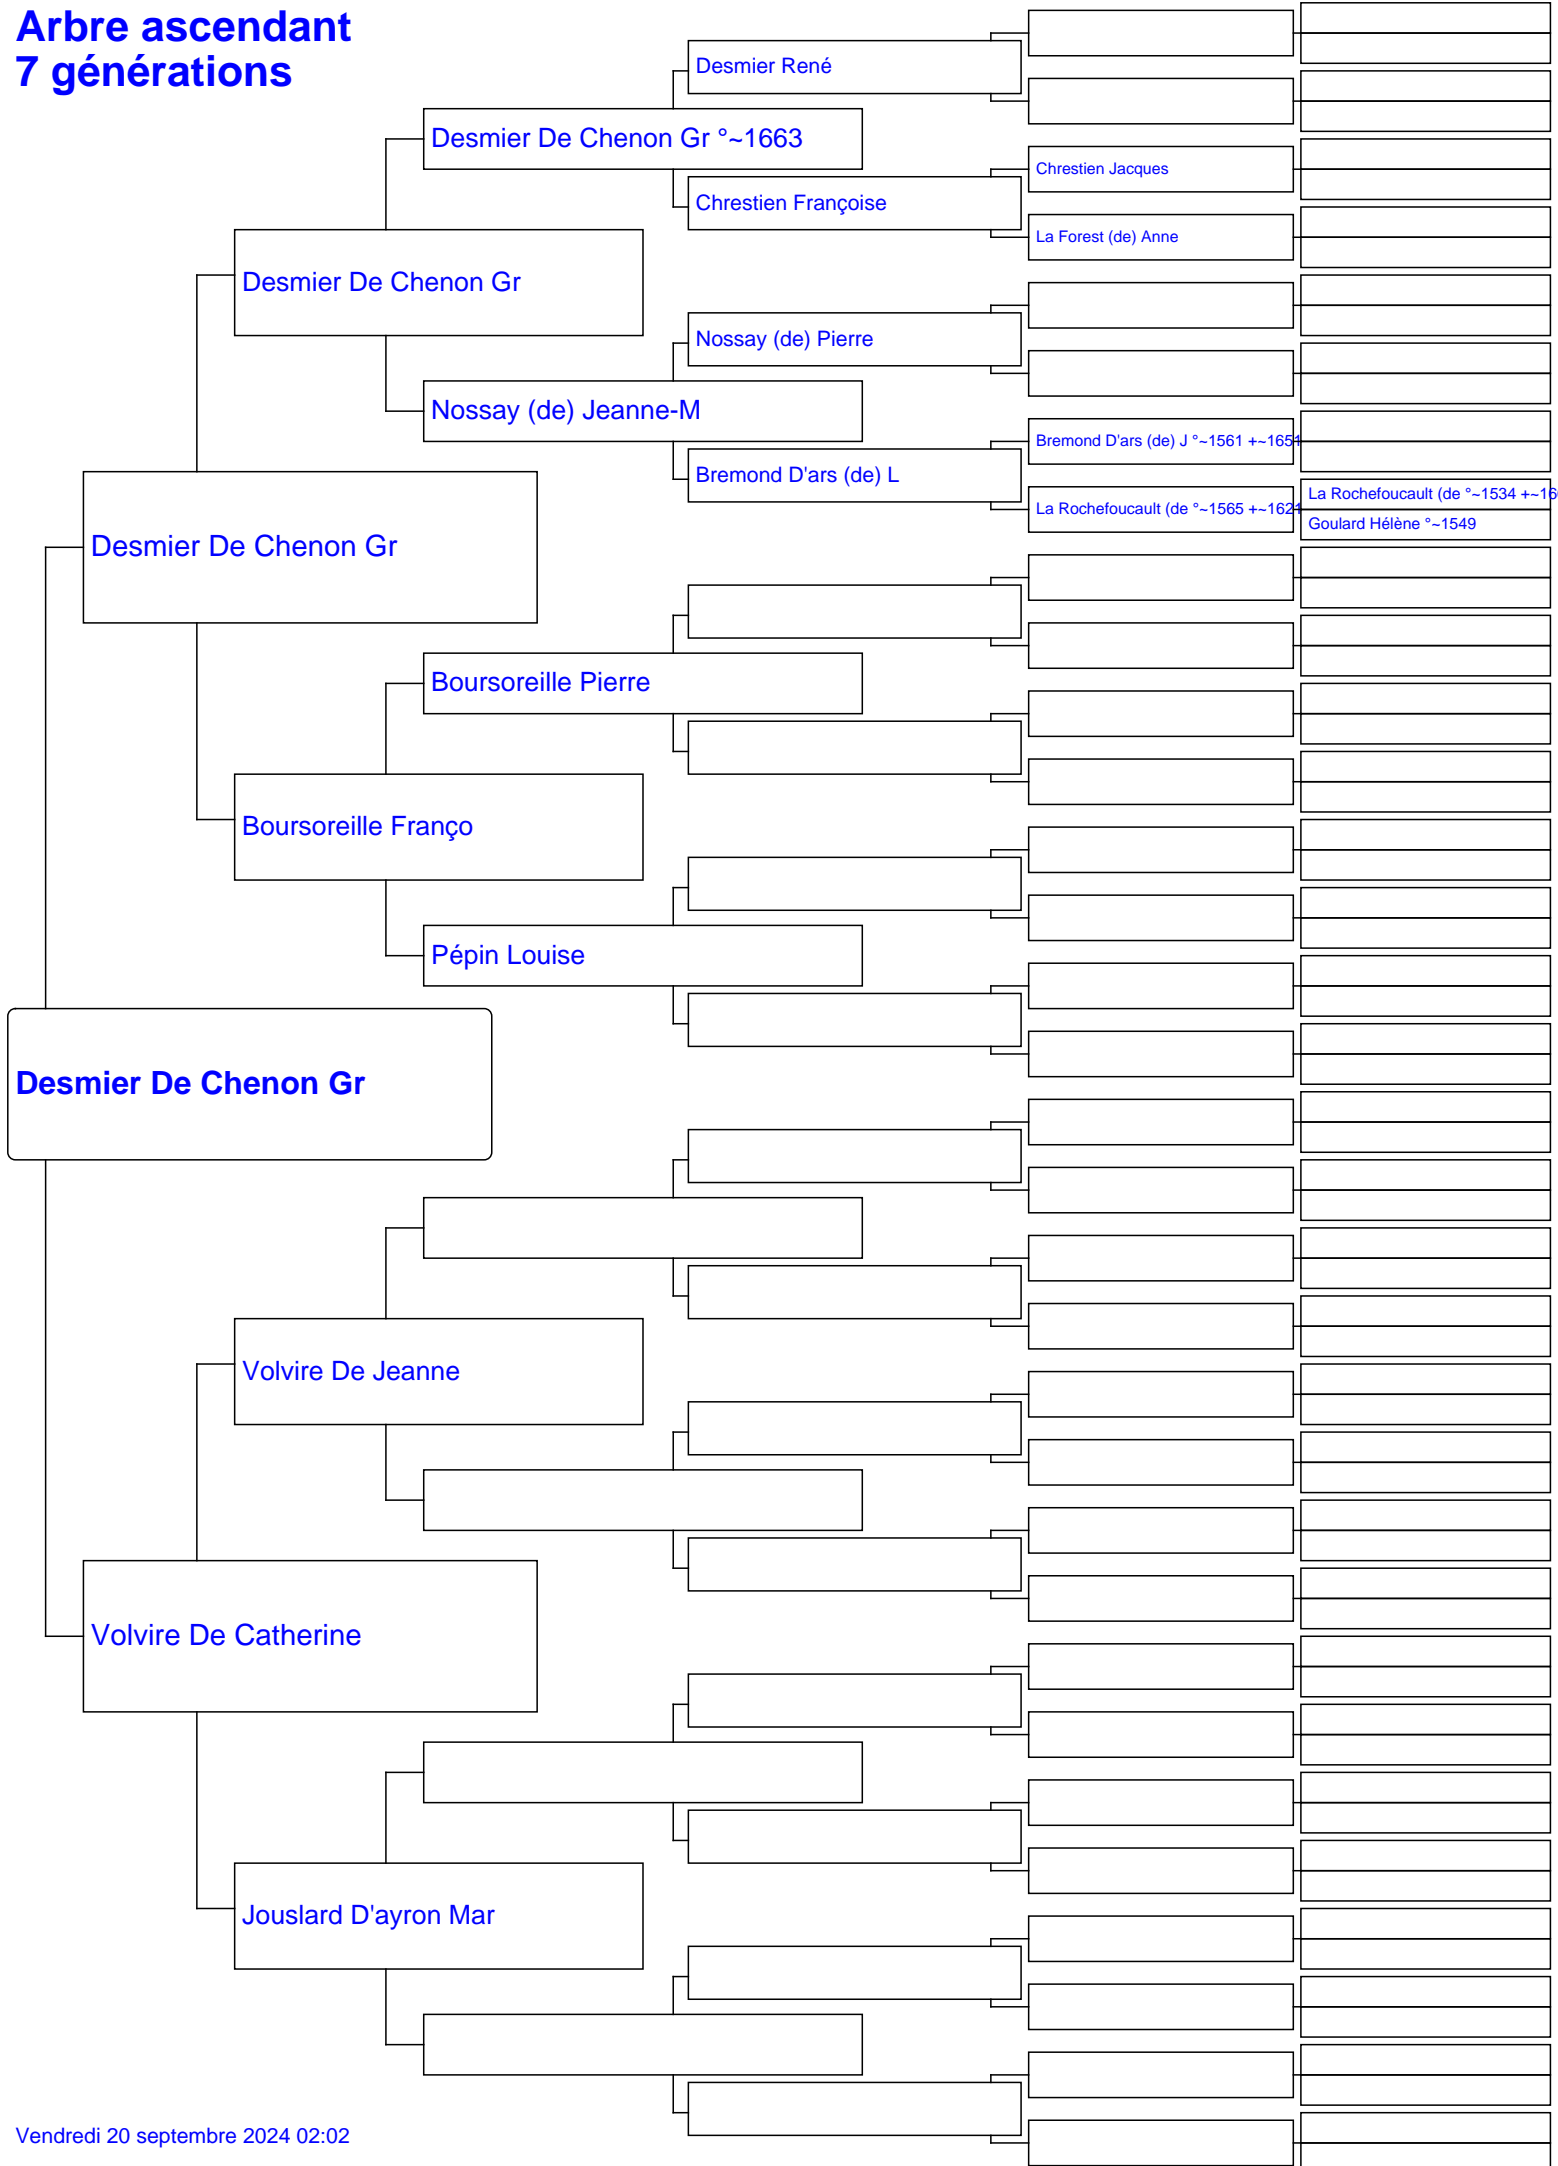 Arbre ascendant
7 générations
Desmier René
Desmier De Chenon Gr °~1663
Chrestien Jacques
Chrestien Françoise
La Forest (de) Anne
Desmier De Chenon Gr
Nossay (de) Pierre
Nossay (de) Jeanne-M
Bremond D'ars (de) J °~1561 +~1651
Bremond D'ars (de) L
La Rochefoucault (de °~1534 +~16
La Rochefoucault (de °~1565 +~1621
Goulard Hélène °~1549
Desmier De Chenon Gr
Boursoreille Pierre
Boursoreille Franço
Pépin Louise
Desmier De Chenon Gr
Volvire De Jeanne
Volvire De Catherine
Jouslard D'ayron Mar
Vendredi 20 septembre 2024 02:02